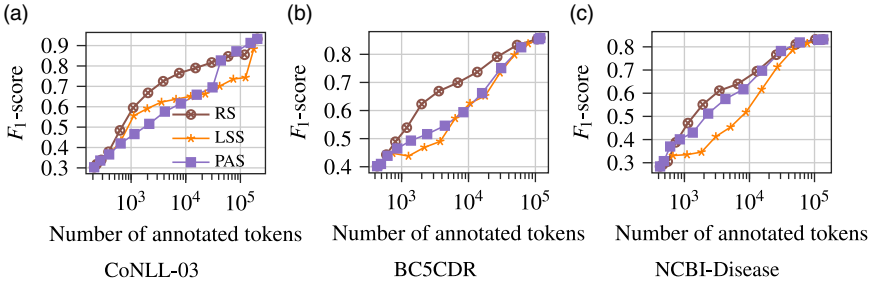 (a)
F1-score
0.9
0.8
0.7
0.6
0.5
0.4
0.3
RS
LSS
PAS
10^3 10^4 10^5
Number of annotated tokens
CoNLL-03
(b)
F1-score
0.8
0.7
0.6
0.5
0.4
10^3 10^4 10^5
Number of annotated tokens
BC5CDR
(c)
F1-score
0.8
0.7
0.6
0.5
0.4
0.3
10^3 10^4 10^5
Number of annotated tokens
NCBI-Disease